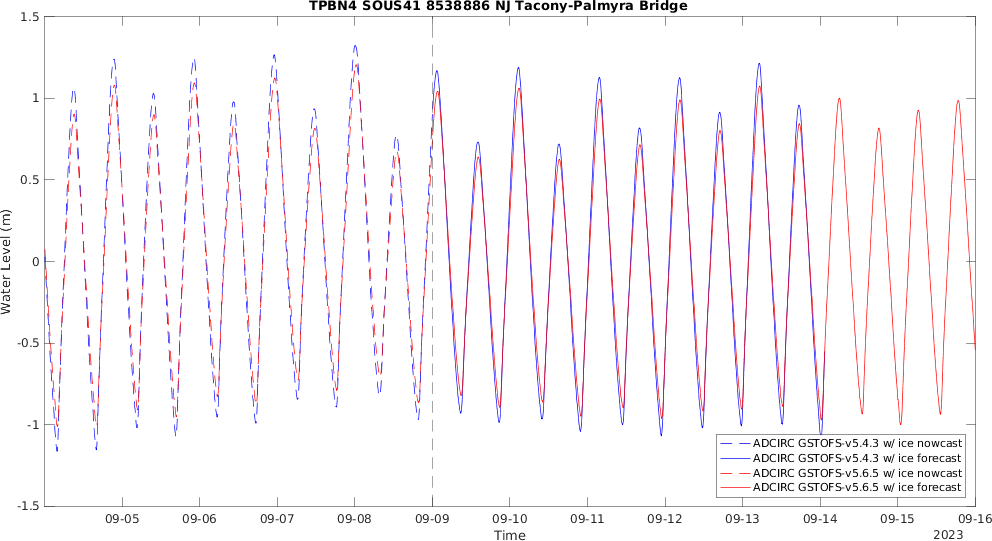 TPBN4 SOUS41 8538886 NJ Tacony-Palmyra Bridge
1.5
1
0.5
0
-0.5
-1
-1.5
Water Level (m)
ADCIRC GSTOFS-v5.4.3 w/ ice nowcast
ADCIRC GSTOFS-v5.4.3 w/ ice forecast
ADCIRC GSTOFS-v5.6.5 w/ ice nowcast
ADCIRC GSTOFS-v5.6.5 w/ ice forecast
09-05 09-06 09-07 09-08 09-09 09-10 09-11 09-12 09-13 09-14 09-15 09-16
Time
2023